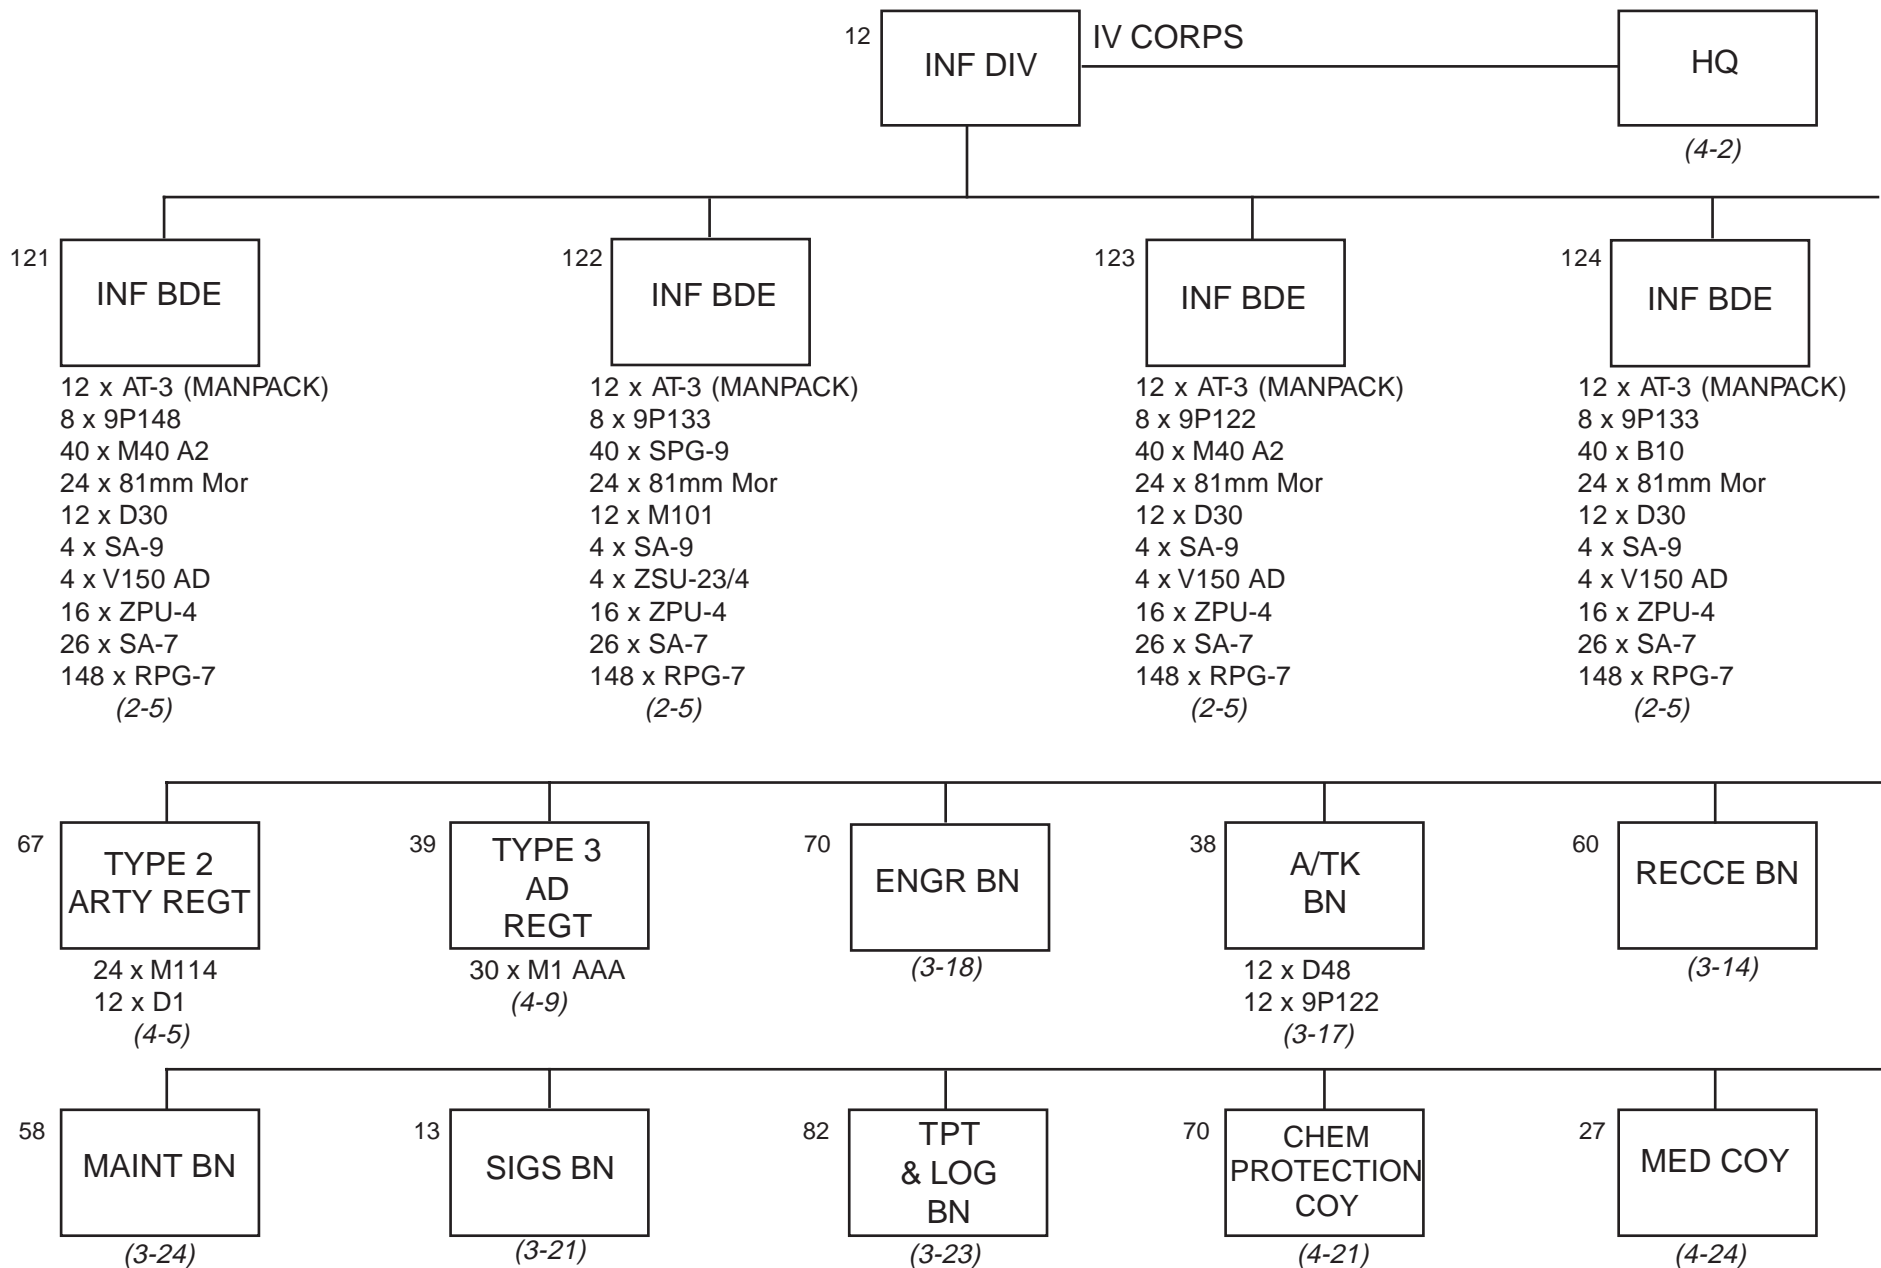 12
INF DIV
IV CORPS
HQ
(4-2)
121
INF BDE
12 x AT-3 (MANPACK)
8 x 9P148
40 x M40 A2
24 x 81mm Mor
12 x D30
4 x SA-9
4 x V150 AD
16 x ZPU-4
26 x SA-7
148 x RPG-7
(2-5)
122
INF BDE
12 x AT-3 (MANPACK)
8 x 9P133
40 x SPG-9
24 x 81mm Mor
12 x M101
4 x SA-9
4 x ZSU-23/4
16 x ZPU-4
26 x SA-7
148 x RPG-7
(2-5)
123
INF BDE
12 x AT-3 (MANPACK)
8 x 9P122
40 x M40 A2
24 x 81mm Mor
12 x D30
4 x SA-9
4 x V150 AD
16 x ZPU-4
26 x SA-7
148 x RPG-7
(2-5)
124
INF BDE
12 x AT-3 (MANPACK)
8 x 9P133
40 x B10
24 x 81mm Mor
12 x D30
4 x SA-9
4 x V150 AD
16 x ZPU-4
26 x SA-7
148 x RPG-7
(2-5)
67
TYPE 2
ARTY REGT
24 x M114
12 x D1
(4-5)
39
TYPE 3
AD
REGT
30 x M1 AAA
(4-9)
70
ENGR BN
(3-18)
38
A/TK
BN
12 x D48
12 x 9P122
(3-17)
60
RECCE BN
(3-14)
58
MAINT BN
(3-24)
13
SIGS BN
(3-21)
82
TPT
& LOG
BN
(3-23)
70
CHEM
PROTECTION
COY
(4-21)
27
MED COY
(4-24)